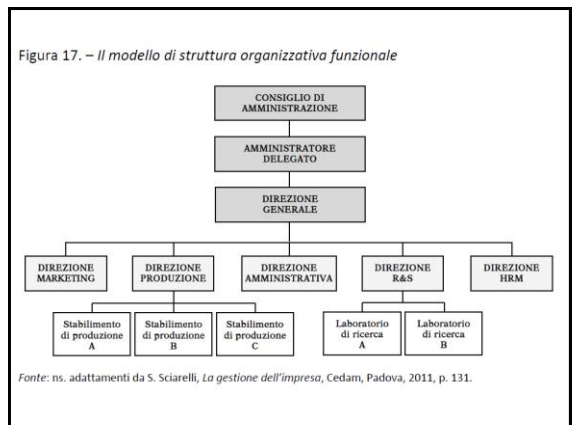 Figura 17. – Il modello di struttura organizzativa funzionale
CONSIGLIO DI
AMMINISTRAZIONE
AMMINISTRATORE
DELEGATO
DIREZIONE
GENERALE
DIREZIONE
MARKETING
DIREZIONE
PRODUZIONE
DIREZIONE
AMMINISTRATIVA
DIREZIONE
R&S
DIREZIONE
HRM
Stabilimento
di produzione
A
Stabilimento
di produzione
B
Stabilimento
di produzione
C
Laboratorio
di ricerca
A
Laboratorio
di ricerca
B
Fonte: ns. adattamenti da S. Sciarelli, La gestione dell'impresa, Cedam, Padova, 2011, p. 131.